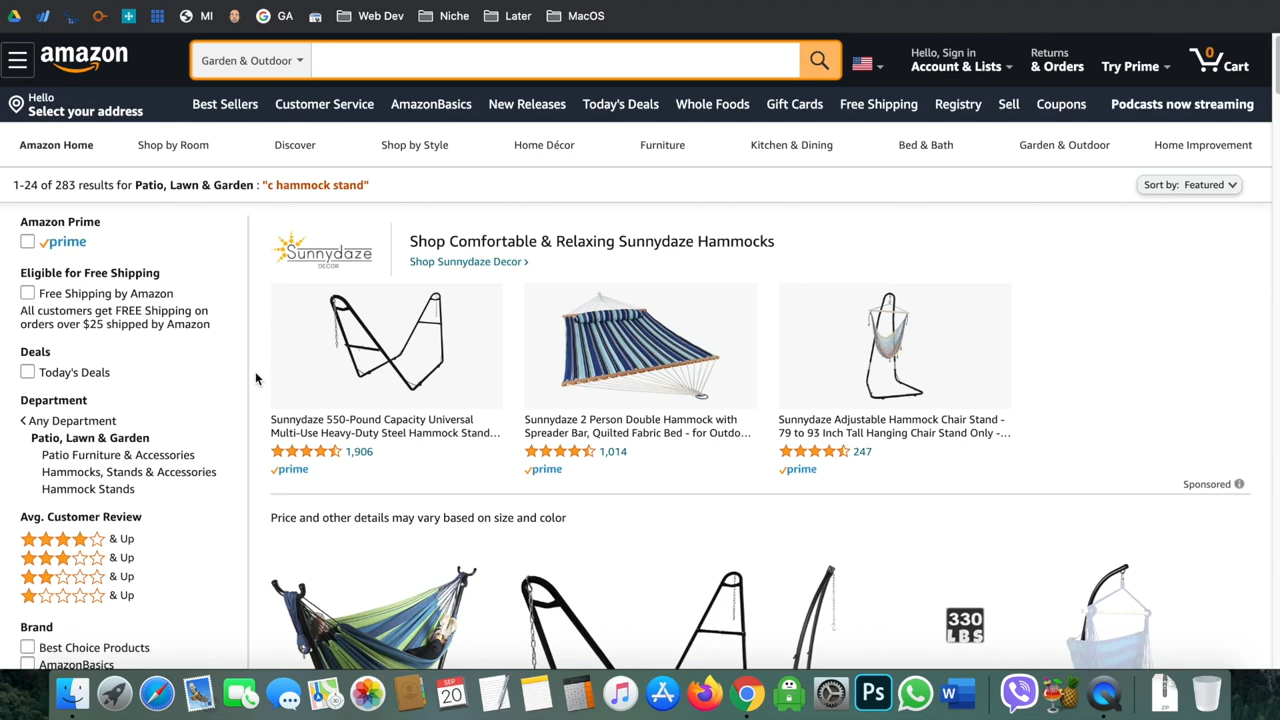 MI
GA
Web Dev
Niche
Later
MacOS
amazon
Garden & Outdoor
Hello, Sign in
Account & Lists
Returns
& Orders
Try Prime
0
Cart
Hello
Select your address
Best Sellers
Customer Service
AmazonBasics
New Releases
Today's Deals
Whole Foods
Gift Cards
Free Shipping
Registry
Sell
Coupons
Podcasts now streaming
Amazon Home
Shop by Room
Discover
Shop by Style
Home Décor
Furniture
Kitchen & Dining
Bed & Bath
Garden & Outdoor
Home Improvement
1-24 of 283 results for Patio, Lawn & Garden : "c hammock stand"
Sort by: Featured
Amazon Prime
prime
Eligible for Free Shipping
Free Shipping by Amazon
All customers get FREE Shipping on
orders over $25 shipped by Amazon
Deals
Today's Deals
Department
Any Department
Patio, Lawn & Garden
Patio Furniture & Accessories
Hammocks, Stands & Accessories
Hammock Stands
Avg. Customer Review
& Up
& Up
& Up
& Up
Brand
Best Choice Products
AmazonBasics
Sunnydaze
DECOR
Shop Comfortable & Relaxing Sunnydaze Hammocks
Shop Sunnydaze Decor ›
Sunnydaze 550-Pound Capacity Universal
Multi-Use Heavy-Duty Steel Hammock Stand...
1,906
prime
Sunnydaze 2 Person Double Hammock with
Spreader Bar, Quilted Fabric Bed - for Outdo...
1,014
prime
Sunnydaze Adjustable Hammock Chair Stand -
79 to 93 Inch Tall Hanging Chair Stand Only -...
247
prime
Sponsored
Price and other details may vary based on size and color
330
LBS
SEP
20
Ps
W
ZIP